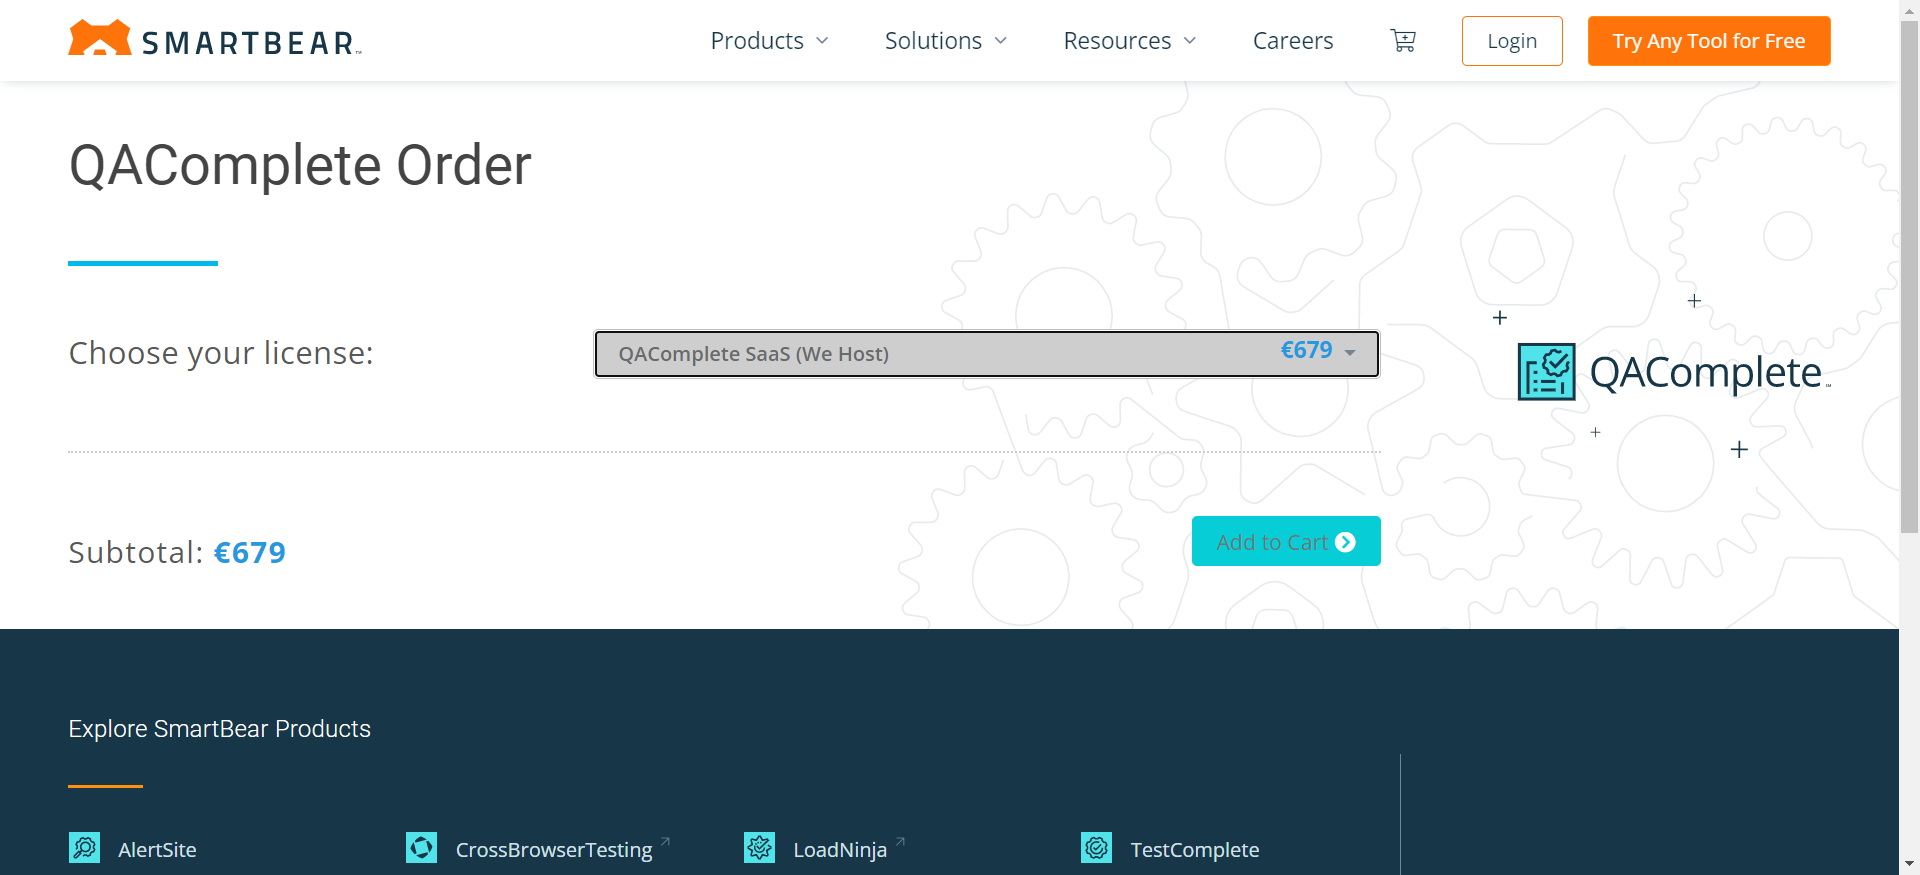 SMARTBEAR™
Products
Solutions
Resources
Careers
Login
Try Any Tool for Free
QAComplete Order
Choose your license:
QAComplete SaaS (We Host)
€679
QAComplete
Subtotal: €679
Add to Cart
Explore SmartBear Products
AlertSite
CrossBrowserTesting
LoadNinja
TestComplete